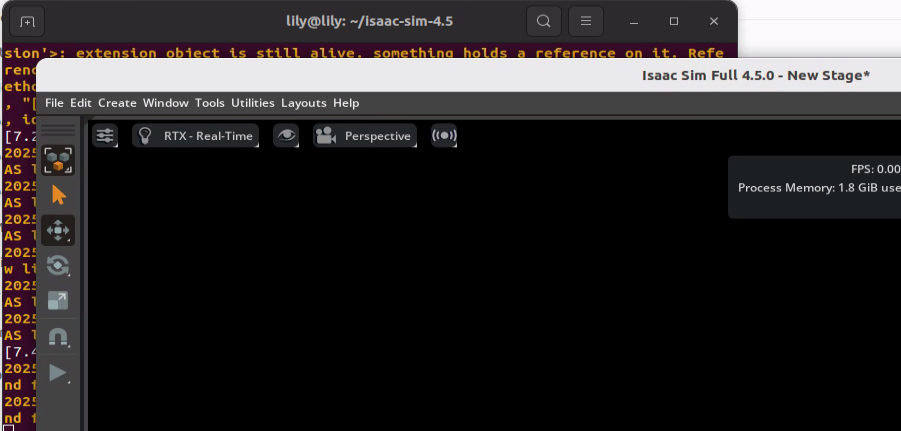 lily@lily: ~/isaac-sim-4.5
sion'>: extension object is still alive, something holds a reference on it. Refe
Isaac Sim Full 4.5.0 - New Stage*
File Edit Create Window Tools Utilities Layouts Help
RTX - Real-Time
Perspective
FPS: 0.00
Process Memory: 1.8 GiB use
renc
etho
, "[
, ic
[7.2
2025
AS l
2025
AS l
2025
AS l
2025
w li
2025
AS l
2025
AS l
[7.4
2025
nd f
2025
nd f